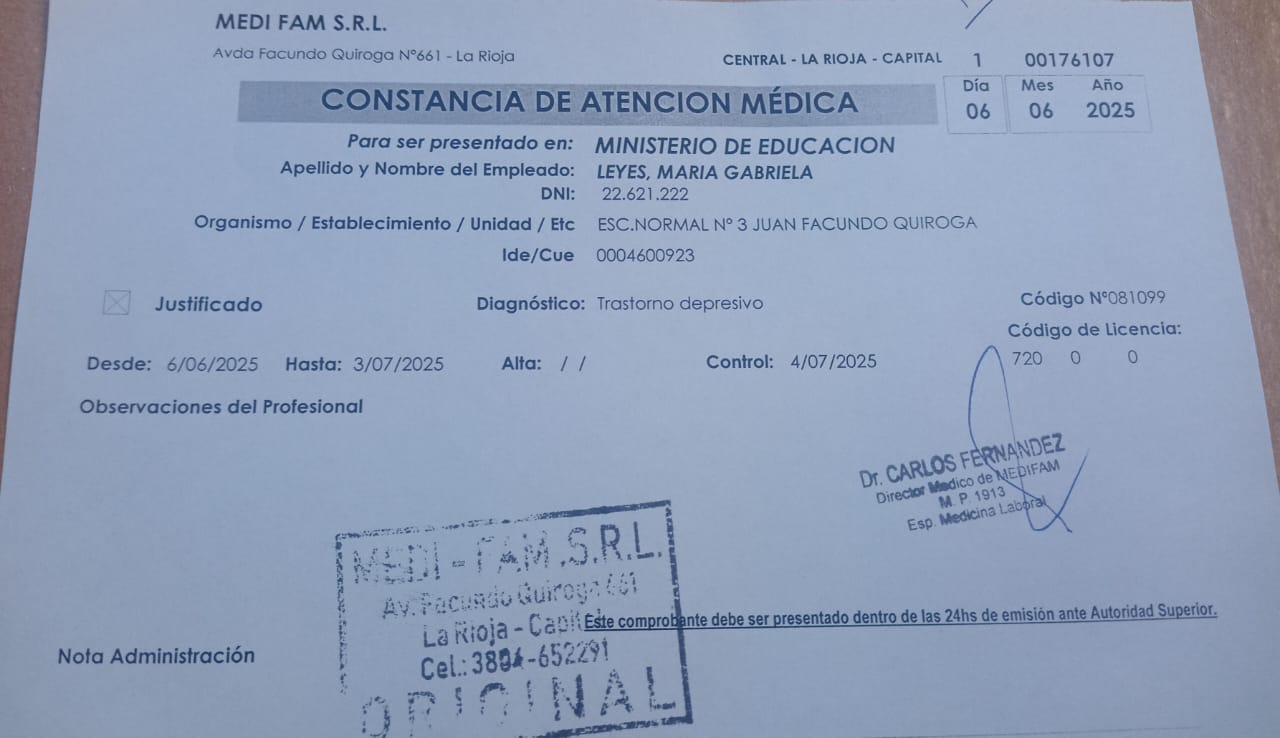 MEDI FAM S.R.L.
Avda Facundo Quiroga Nº661 - La Rioja
CENTRAL - LA RIOJA - CAPITAL 1 00176107
CONSTANCIA DE ATENCION MÉDICA
Día Mes Año
06 06 2025
Para ser presentado en: MINISTERIO DE EDUCACION
Apellido y Nombre del Empleado: LEYES, MARIA GABRIELA
DNI: 22.621.222
Organismo / Establecimiento / Unidad / Etc ESC.NORMAL Nº 3 JUAN FACUNDO QUIROGA
Ide/Cue 0004600923
Justificado Diagnóstico: Trastorno depresivo Código Nº081099
Código de Licencia:
720 0 0
Desde: 6/06/2025 Hasta: 3/07/2025 Alta: / / Control: 4/07/2025
Observaciones del Profesional
Dr. CARLOS FERNANDEZ
Director Medico de MEDIFAM
M. P. 1913
Esp. Medicina Laboral
MEDI - FAM .S.R.L.
Av. Facundo Quiroga 661
La Rioja - Capit
Cel.: 3804-652291
ORIGINAL
Este comprobante debe ser presentado dentro de las 24hs de emisión ante Autoridad Superior.
Nota Administración